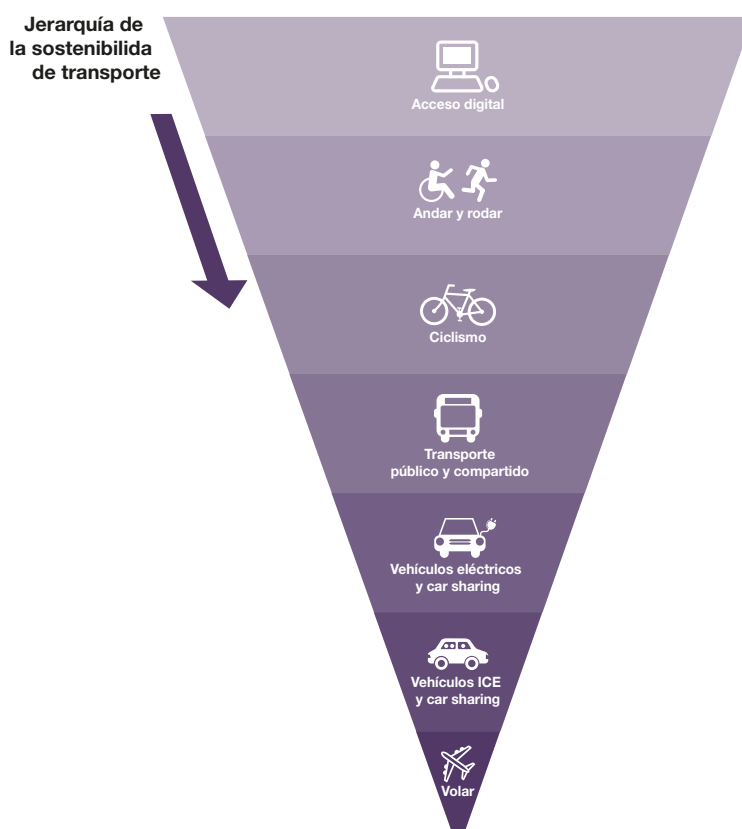 Jerarquía de
la sostenibilida
de transporte
Acceso digital
Andar y rodar
Ciclismo
Transporte
público y compartido
Vehículos eléctricos
y car sharing
Vehículos ICE
y car sharing
Volar